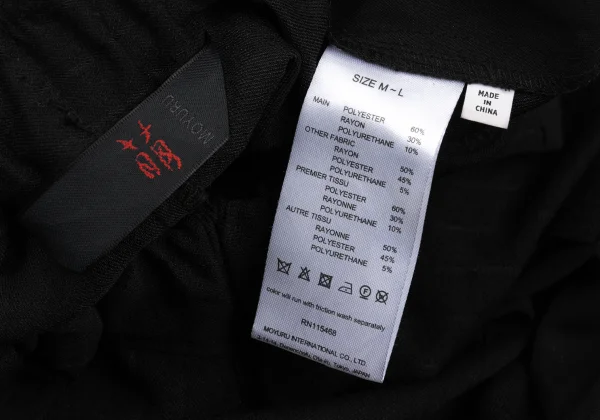 MOYURU
SIZE M~L
MAIN
POLYESTER 60%
RAYON 30%
POLYURETHANE 10%
OTHER FABRIC
RAYON 50%
POLYESTER 45%
POLYURETHANE 5%
PREMIER TISSU
POLYESTER 60%
RAYONNE 30%
POLYURETHANE 10%
AUTRE TISSU
RAYONNE 50%
POLYESTER 45%
POLYURETHANE 5%
color will run with friction wash separately
RN115468
MOYURU INTERNATIONAL CO., LTD.
Tokyo, JAPAN
MADE
IN
CHINA